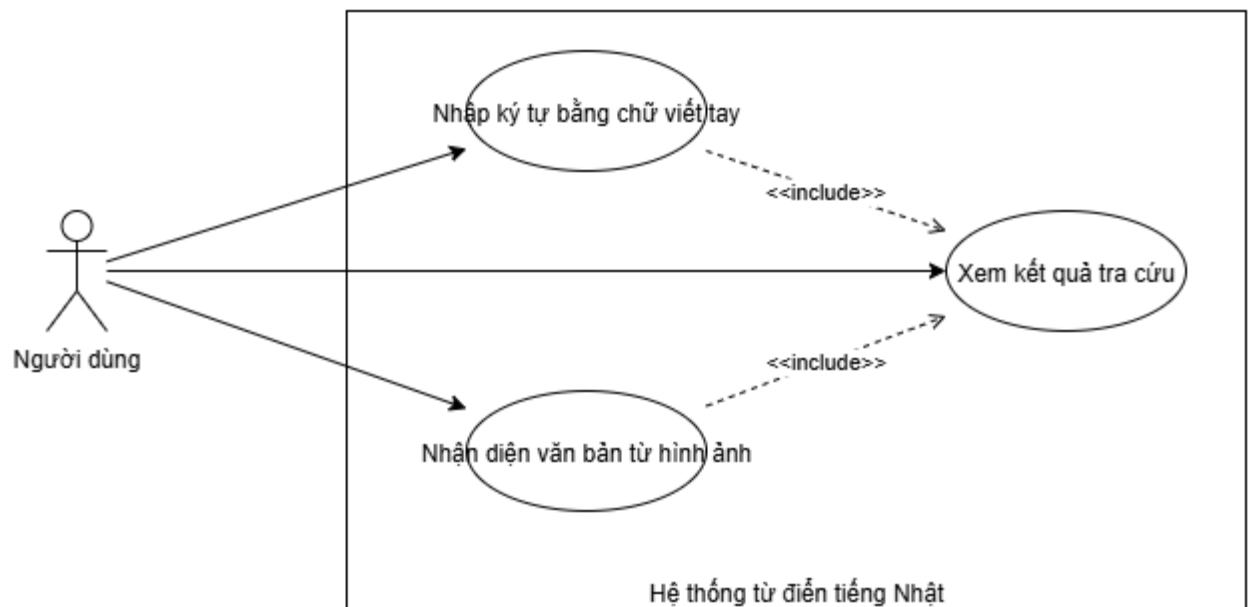 Nhập ký tự bằng chữ viết tay
<<include>>
Xem kết quả tra cứu
Người dùng
<<include>>
Nhận diện văn bản từ hình ảnh
Hệ thống từ điển tiếng Nhật